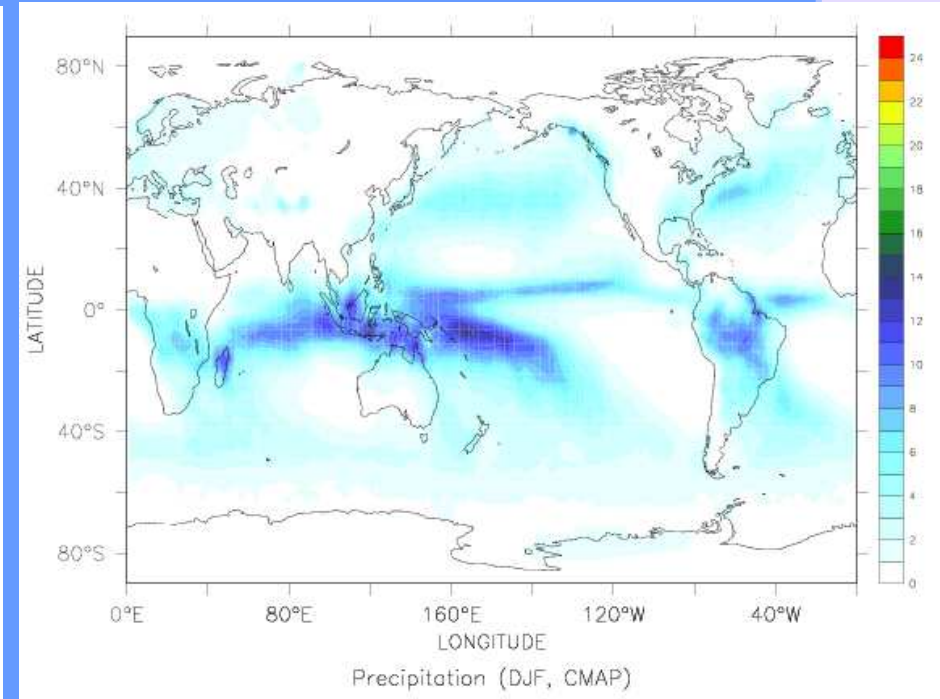 80°N
40°N
0°
40°S
80°S
LATITUDE
0°E 80°E 160°E 120°W 40°W
LONGITUDE
Precipitation (DJF, CMAP)
24
22
20
18
16
14
12
10
8
6
4
2
0